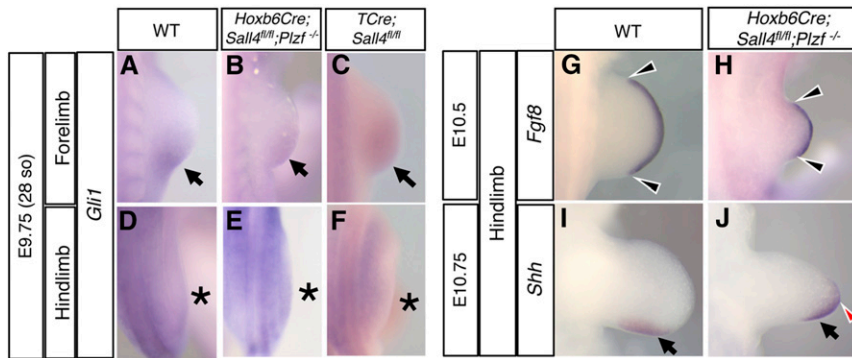 WT
Hoxb6Cre;
Sall4fl/fl;Plzf -/-
TCre;
Sall4fl/fl
WT
Hoxb6Cre;
Sall4fl/fl;Plzf -/-
E9.75 (28 so)
Forelimb
Hindlimb
Gli1
A
B
C
D
*
E
*
F
*
E10.5
E10.75
Hindlimb
Fgf8
Shh
G
H
I
J